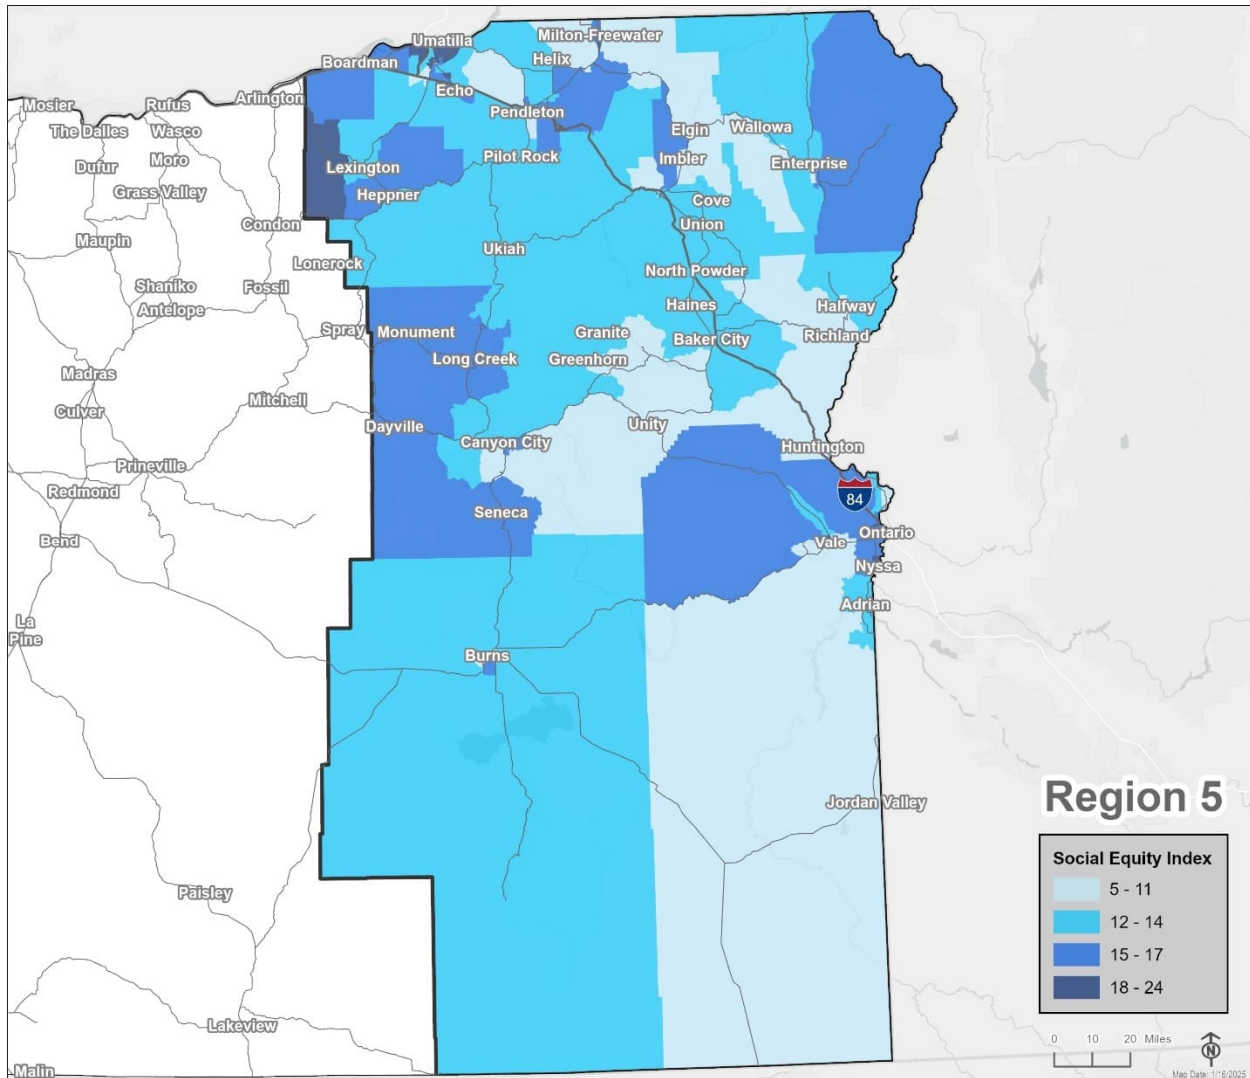 Umatilla
Milton-Freewater
Boardman
Helix
Mosier
Rufus
Arlington
Echo
Pendleton
The Dalles
Wasco
Elgin
Wallowa
Dufur
Moro
Lexington
Pilot Rock
Imbler
Enterprise
Grass Valley
Heppner
Cove
Condon
Union
Maupin
Ukiah
Lonerock
North Powder
Shaniko
Fossil
Haines
Halfway
Antelope
Spray
Monument
Granite
Baker City
Richland
Long Creek
Greenhorn
Madras
Mitchell
Culver
Dayville
Unity
Canyon City
Huntington
Prineville
Redmond
84
Seneca
Ontario
Bend
Vale
Nyssa
Adrian
La
Pine
Burns
Region 5
Jordan Valley
Social Equity Index
5 - 11
12 - 14
15 - 17
18 - 24
Paisley
Lakeview
0 10 20 Miles
N
Malin
Map Date: 1/16/2025